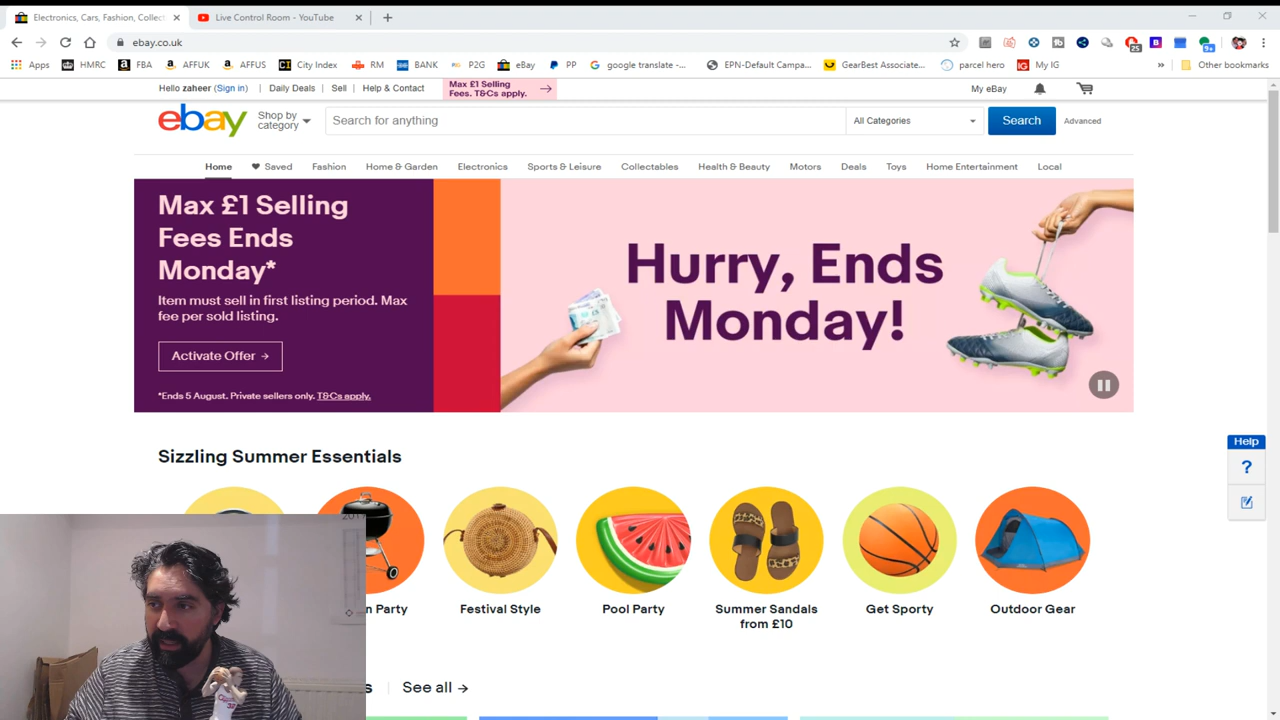 Electronics, Cars, Fashion, Collect
Live Control Room - YouTube
ebay.co.uk
25
9+
Apps
HMRC
FBA
AFFUK
AFFUS
City Index
RM
BANK
P2G
eBay
PP
google translate -...
EPN-Default Campa...
GearBest Associate...
parcel hero
My IG
Other bookmarks
Hello zaheer (Sign in)
Daily Deals
Sell
Help & Contact
Max £1 Selling
Fees. T&Cs apply.
My eBay
ebay
Shop by
category
Search for anything
All Categories
Search
Advanced
Home
Saved
Fashion
Home & Garden
Electronics
Sports & Leisure
Collectables
Health & Beauty
Motors
Deals
Toys
Home Entertainment
Local
Max £1 Selling
Fees Ends
Monday*
Item must sell in first listing period. Max
fee per sold listing.
Activate Offer
*Ends 5 August. Private sellers only. T&Cs apply.
Hurry, Ends
Monday!
Help
?
Sizzling Summer Essentials
Party
Festival Style
Pool Party
Summer Sandals
from £10
Get Sporty
Outdoor Gear
See all